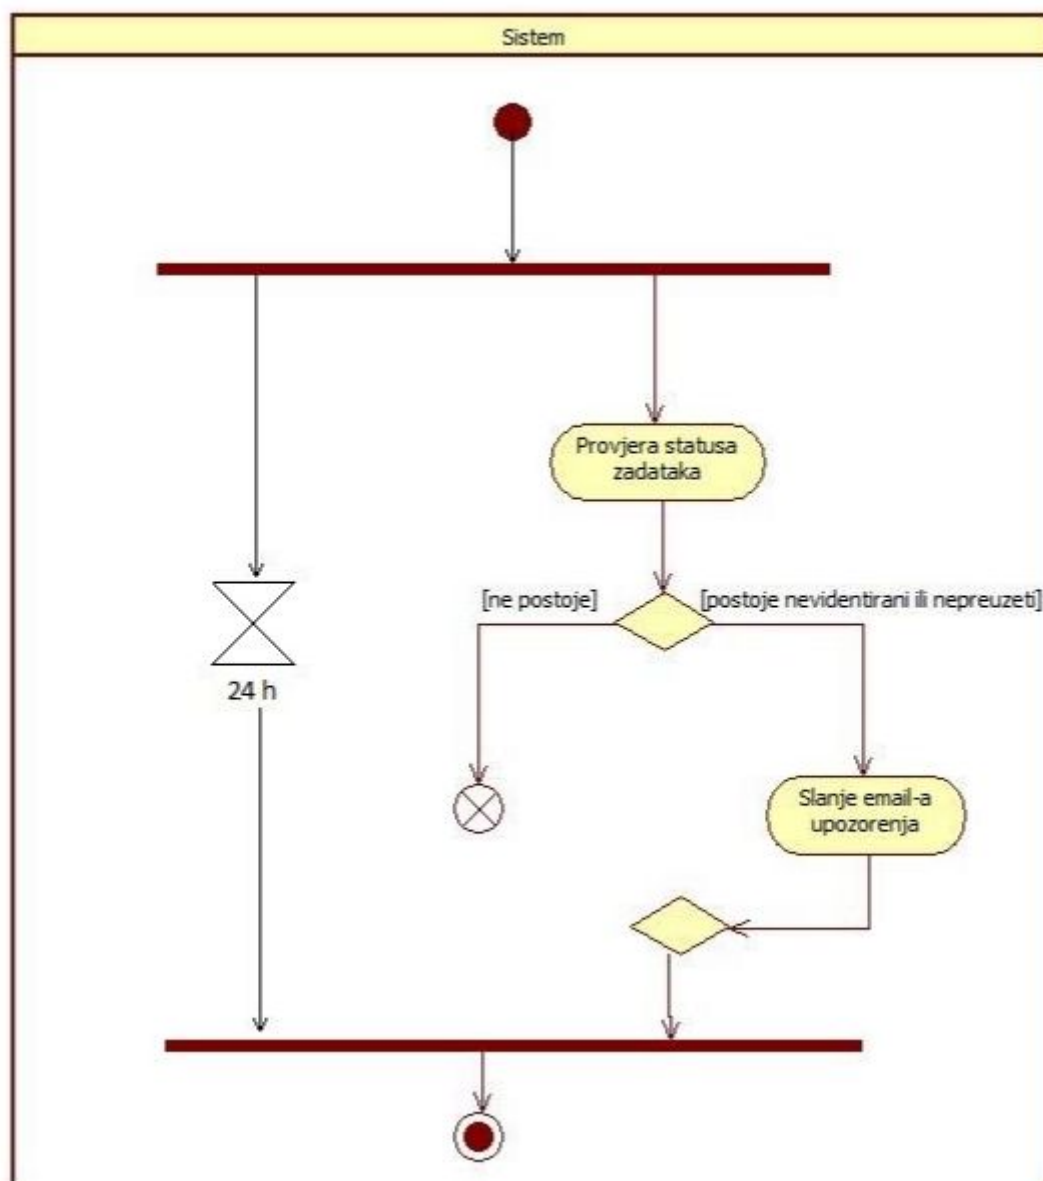 Sistem
Provjera statusa
zadataka
[ne postoje]
[postoje nevidentirani ili nepreuzeti]
24 h
Slanje email-a
upozorenja